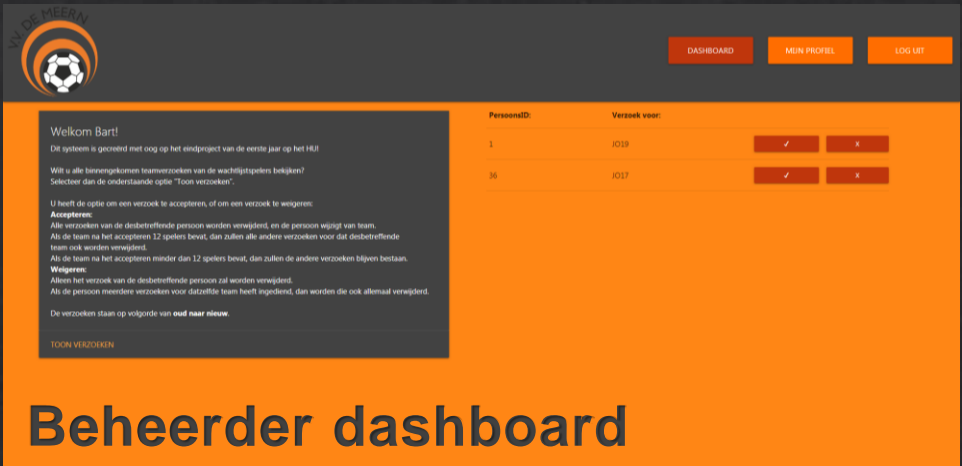 V.V. DE MEERN
DASHBOARD
MIJN PROFIEL
LOG UIT
Welkom Bart!
Dit systeem is gecreërd met oog op het eindproject van de eerste jaar op het HU!
Wilt u alle binnengekomen teamverzoeken van de wachtlijstspelers bekijken?
Selecteer dan de onderstaande optie "Toon verzoeken".
U heeft de optie om een verzoek te accepteren, of om een verzoek te weigeren:
Accepteren:
Alle verzoeken van de desbetreffende persoon worden verwijderd, en de persoon wijzigt van team.
Als de team na het accepteren 12 spelers bevat, dan zullen alle andere verzoeken voor dat desbetreffende
team ook worden verwijderd.
Als de team na het accepteren minder dan 12 spelers bevat, dan zullen de andere verzoeken blijven bestaan.
Weigeren:
Alleen het verzoek van de desbetreffende persoon zal worden verwijderd.
Als de persoon meerdere verzoeken voor datzelfde team heeft ingediend, dan worden die ook allemaal verwijderd.
De verzoeken staan op volgorde van oud naar nieuw.
TOON VERZOEKEN
PersoonsID: Verzoek voor:
1 JO19 ✓ x
36 JO17 ✓ x
Beheerder dashboard